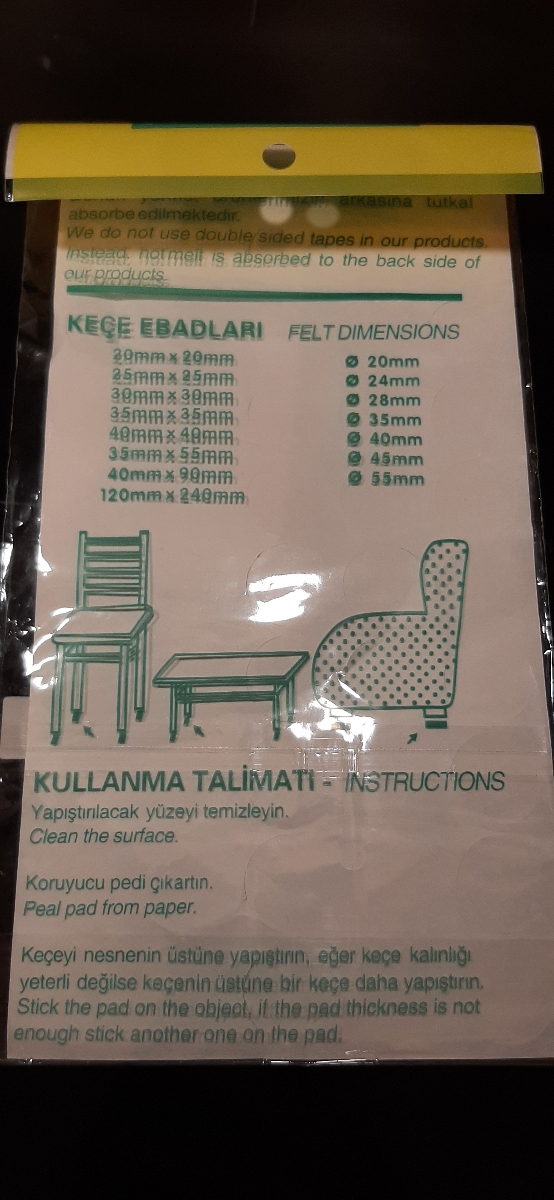 ürünlerimizin arkasına tutkal
absorbe edilmektedir.
We do not use double sided tapes in our products.
Instead, hotmelt is absorbed to the back side of
our products.
KEÇE EBADLARI FELT DIMENSIONS
20mm x 20mm
25mm x 25mm
30mm x 30mm
35mm x 35mm
40mm x 40mm
35mm x 55mm
40mm x 90mm
120mm x 240mm
Ø 20mm
Ø 24mm
Ø 28mm
Ø 35mm
Ø 40mm
Ø 45mm
Ø 55mm
KULLANMA TALİMATI - INSTRUCTIONS
Yapıştırılacak yüzeyi temizleyin.
Clean the surface.
Koruyucu pedi çıkartın.
Peal pad from paper.
Keçeyi nesnenin üstüne yapıştırın, eğer keçe kalınlığı
yeterli değilse keçenin üstüne bir keçe daha yapıştırın.
Stick the pad on the object, if the pad thickness is not
enough stick another one on the pad.